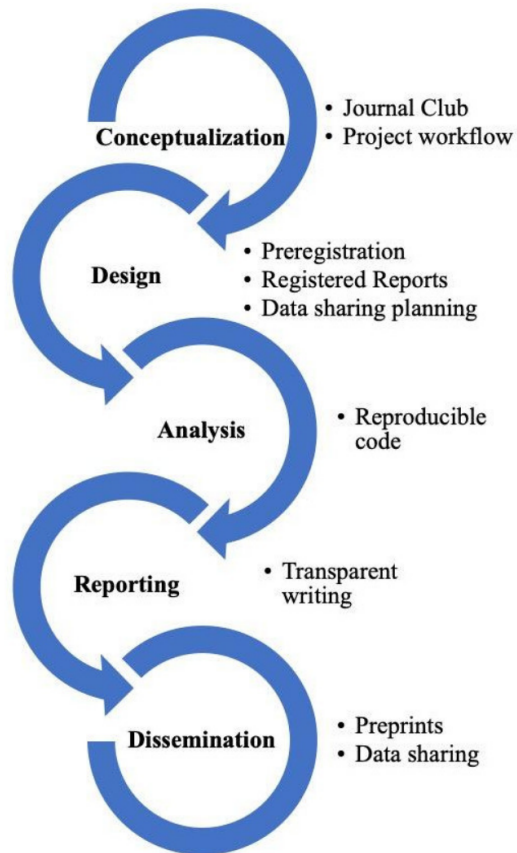 Conceptualization
• Journal Club
• Project workflow
Design
• Preregistration
• Registered Reports
• Data sharing planning
Analysis
• Reproducible
code
Reporting
• Transparent
writing
Dissemination
• Preprints
• Data sharing